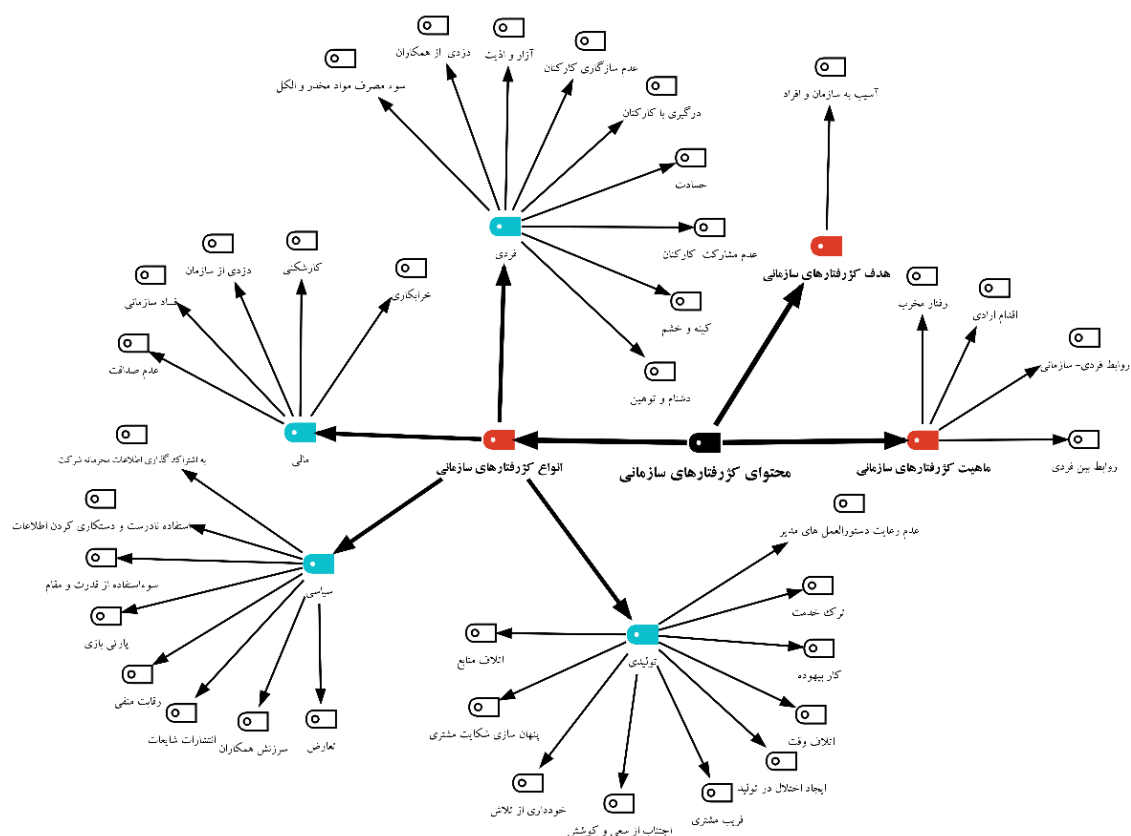 آزار و اذیت
دزدی از همکاران
عدم سازگاری کارکنان
سوء مصرف مواد مخدر و الکل
آسیب به سازمان و افراد
درگیری با کارکنان
حسادت
فردی
عدم مشارکت کارکنان
هدف کژرفتارهای سازمانی
کارشکنی
دزدی از سازمان
خرابکاری
فساد سازمانی
کینه و خشم
رفتار مخرب
اقدام ارادی
عدم صداقت
روابط فردی- سازمانی
دشنام و توهین
مالی
انواع کژرفتارهای سازمانی
محتوای کژرفتارهای سازمانی
ماهیت کژرفتارهای سازمانی
روابط بین فردی
به اشتراک گذاری اطلاعات محرمانه شرکت
استفاده نادرست و دستکاری کردن اطلاعات
عدم رعایت دستورالعمل های مدیر
سوءاستفاده از قدرت و مقام
سیاسی
ترک خدمت
پارتی بازی
اتلاف منابع
تولیدی
کار بیهوده
رقابت منفی
انتشارات شایعات
سرزنش همکاران
تعارض
پنهان سازی شکایت مشتری
اتلاف وقت
ایجاد اختلال در تولید
خودداری از تلاش
اجتناب از سعی و کوشش
فریب مشتری